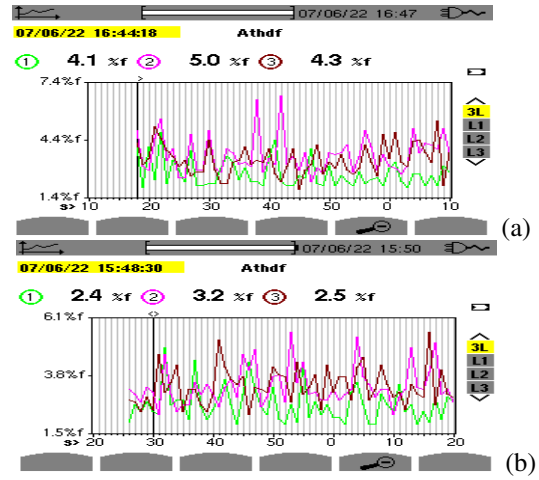 07/06/22 16:47
07/06/22 16:44:18 Athdf
1 4.1 %f 2 5.0 %f 3 4.3 %f
7.4%f
4.4%f
1.4%f
3L
L1
L2
L3
s> 10 20 30 40 50 0 10
(a)
07/06/22 15:50
07/06/22 15:48:30 Athdf
1 2.4 %f 2 3.2 %f 3 2.5 %f
6.1%f
3.8%f
1.5%f
3L
L1
L2
L3
s> 20 30 40 50 0 10 20
(b)